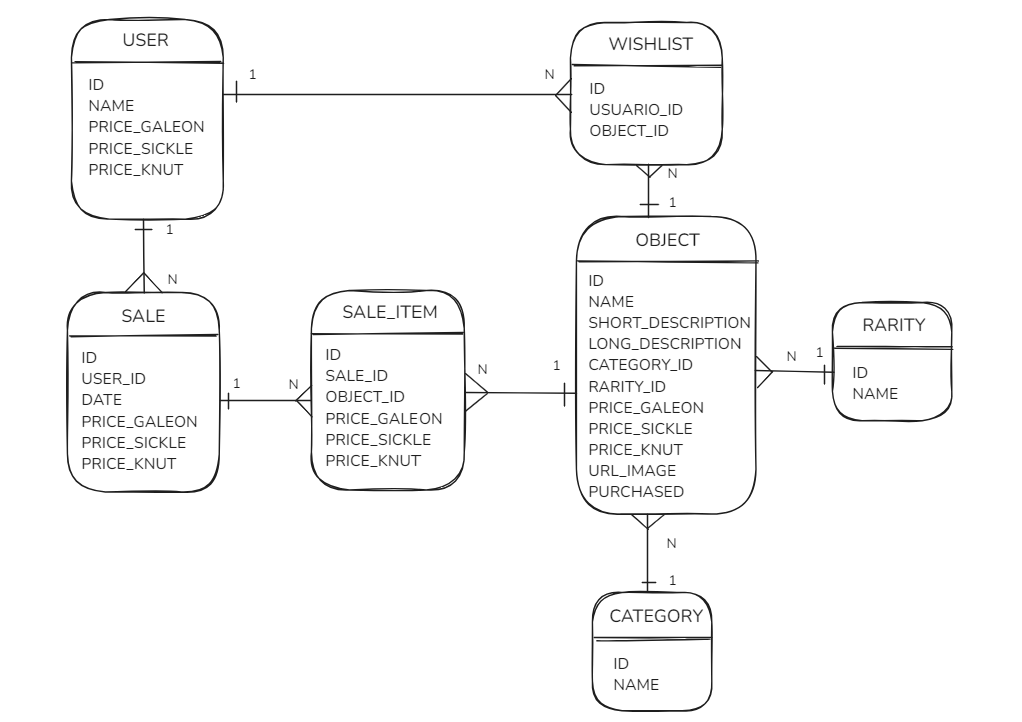 USER
ID
NAME
PRICE_GALEON
PRICE_SICKLE
PRICE_KNUT
1
N
WISHLIST
ID
USUARIO_ID
OBJECT_ID
N
1
1
N
SALE
ID
USER_ID
DATE
PRICE_GALEON
PRICE_SICKLE
PRICE_KNUT
1
N
SALE_ITEM
ID
SALE_ID
OBJECT_ID
PRICE_GALEON
PRICE_SICKLE
PRICE_KNUT
N
1
OBJECT
ID
NAME
SHORT_DESCRIPTION
LONG_DESCRIPTION
CATEGORY_ID
RARITY_ID
PRICE_GALEON
PRICE_SICKLE
PRICE_KNUT
URL_IMAGE
PURCHASED
N
1
RARITY
ID
NAME
N
1
CATEGORY
ID
NAME